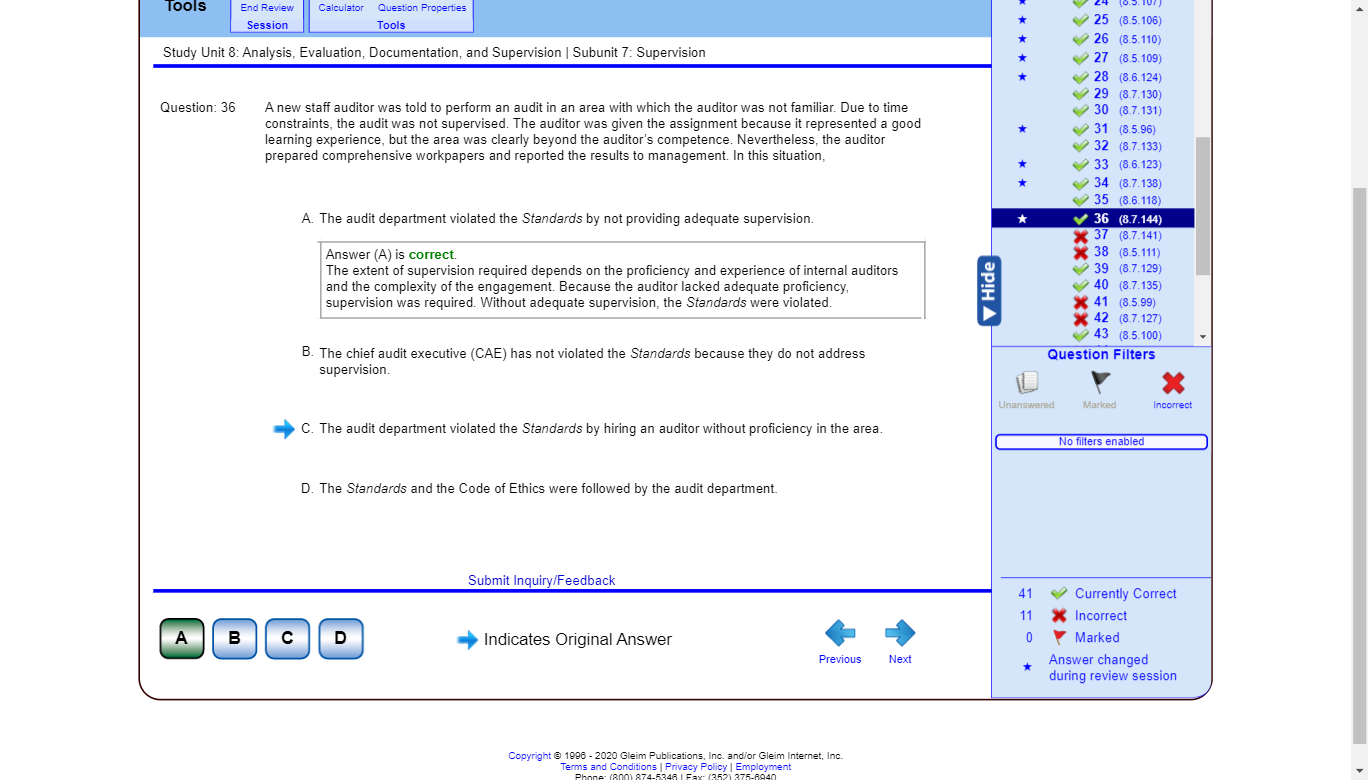 Tools
End Review
Session
Calculator Question Properties
Tools
Study Unit 8: Analysis, Evaluation, Documentation, and Supervision | Subunit 7: Supervision
Question: 36
A new staff auditor was told to perform an audit in an area with which the auditor was not familiar. Due to time
constraints, the audit was not supervised. The auditor was given the assignment because it represented a good
learning experience, but the area was clearly beyond the auditor's competence. Nevertheless, the auditor
prepared comprehensive workpapers and reported the results to management. In this situation,
A. The audit department violated the Standards by not providing adequate supervision.
Answer (A) is correct.
The extent of supervision required depends on the proficiency and experience of internal auditors
and the complexity of the engagement. Because the auditor lacked adequate proficiency,
supervision was required. Without adequate supervision, the Standards were violated.
B. The chief audit executive (CAE) has not violated the Standards because they do not address
supervision.
C. The audit department violated the Standards by hiring an auditor without proficiency in the area.
D. The Standards and the Code of Ethics were followed by the audit department.
Submit Inquiry/Feedback
A B C D
Indicates Original Answer
Previous Next
24 (8.5.107)
25 (8.5.106)
26 (8.5.110)
27 (8.5.109)
28 (8.6.124)
29 (8.7.130)
30 (8.7.131)
31 (8.5.96)
32 (8.7.133)
33 (8.6.123)
34 (8.7.138)
35 (8.6.118)
36 (8.7.144)
37 (8.7.141)
38 (8.5.111)
39 (8.7.129)
40 (8.7.135)
41 (8.5.99)
42 (8.7.127)
43 (8.5.100)
Hide
Question Filters
Unanswered Marked Incorrect
No filters enabled
41 Currently Correct
11 Incorrect
0 Marked
Answer changed
during review session
Copyright © 1996 - 2020 Gleim Publications, Inc. and/or Gleim Internet, Inc.
Terms and Conditions | Privacy Policy | Employment
Phone: (800) 874-5346 | Fax: (352) 375-6940